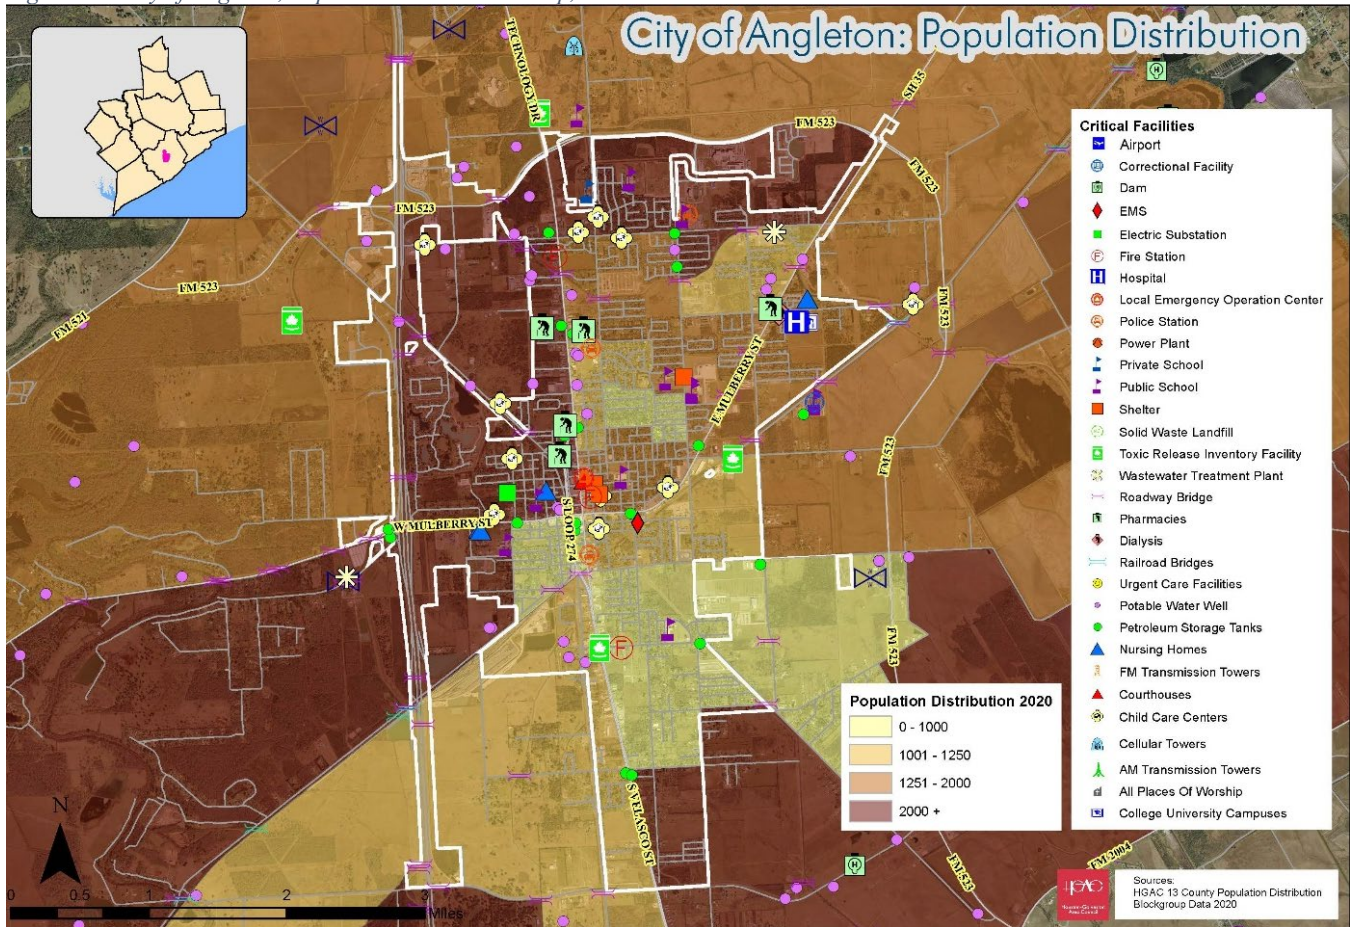 City of Angleton: Population Distribution
TECHNOLOGY DR
SH 35
FM 523
FM 523
FM 523
FM 523
FM 521
FM 523
E MULBERRY ST
FM 523
W MULBERRY ST
S LOOP 274
FM 523
S VELASCO ST
FM 523
FM 2004
Critical Facilities
Airport
Correctional Facility
Dam
EMS
Electric Substation
Fire Station
Hospital
Local Emergency Operation Center
Police Station
Power Plant
Private School
Public School
Shelter
Solid Waste Landfill
Toxic Release Inventory Facility
Wastewater Treatment Plant
Roadway Bridge
Pharmacies
Dialysis
Railroad Bridges
Urgent Care Facilities
Potable Water Well
Petroleum Storage Tanks
Nursing Homes
FM Transmission Towers
Courthouses
Child Care Centers
Cellular Towers
AM Transmission Towers
All Places Of Worship
College University Campuses
Population Distribution 2020
0 - 1000
1001 - 1250
1251 - 2000
2000 +
N
0 0.5 1 2 3
Miles
Houston-Galveston
Area Council
Sources:
HGAC 13 County Population Distribution
Blockgroup Data 2020